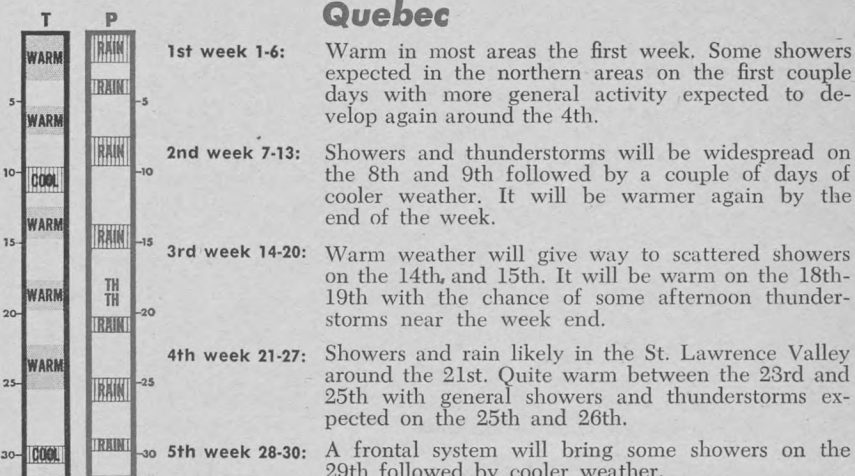 Quebec
T P
WARM
RAIN
RAIN
5 5
WARM
RAIN
10 10
COOL
WARM
RAIN
15 15
TH
TH
WARM
20 20
RAIN
WARM
25 25
RAIN
RAIN
30 30
COOL
1st week 1-6: Warm in most areas the first week. Some showers
expected in the northern areas on the first couple
days with more general activity expected to de-
velop again around the 4th.
2nd week 7-13: Showers and thunderstorms will be widespread on
the 8th and 9th followed by a couple of days of
cooler weather. It will be warmer again by the
end of the week.
3rd week 14-20: Warm weather will give way to scattered showers
on the 14th, and 15th. It will be warm on the 18th-
19th with the chance of some afternoon thunder-
storms near the week end.
4th week 21-27: Showers and rain likely in the St. Lawrence Valley
around the 21st. Quite warm between the 23rd and
25th with general showers and thunderstorms ex-
pected on the 25th and 26th.
5th week 28-30: A frontal system will bring some showers on the
29th followed by cooler weather.